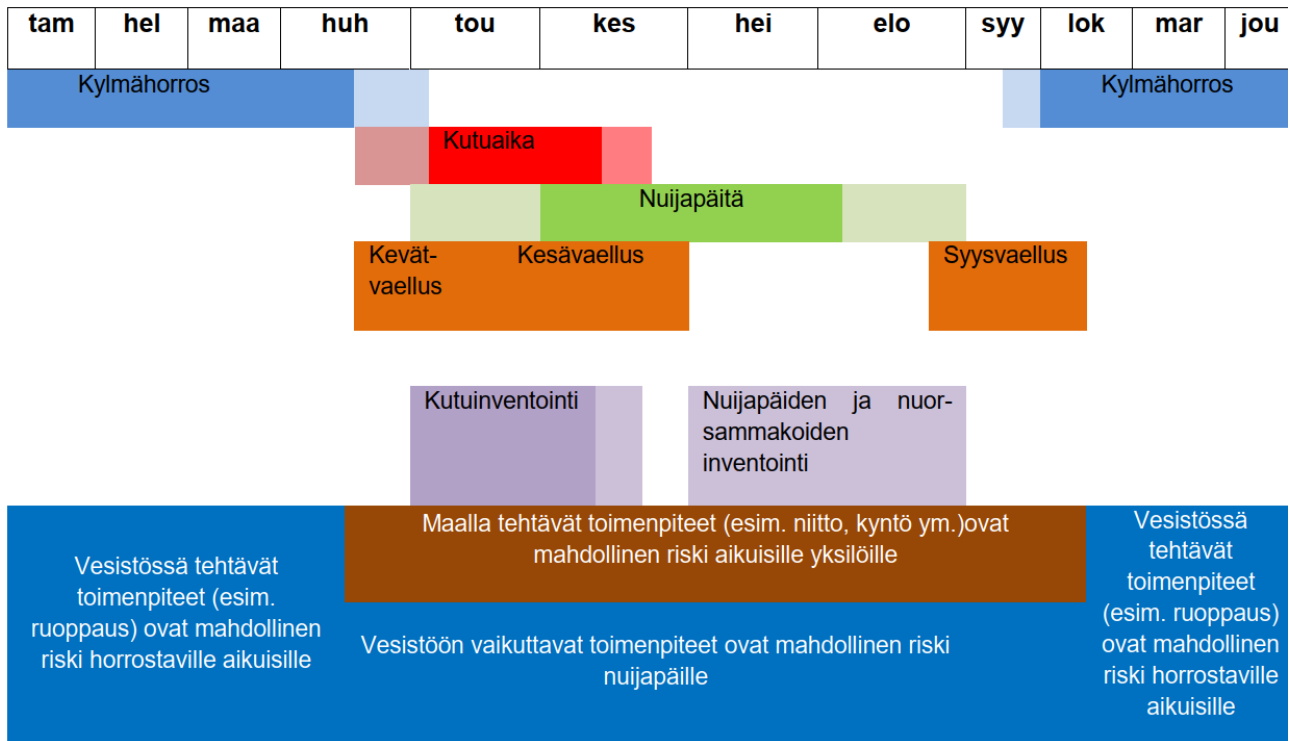 tam hel maa huh tou kes hei elo syy lok mar jou
Kylmähorros
Kylmähorros
Kutuaika
Nuijapäitä
Kevät-
vaellus
Kesävaellus
Syysvaellus
Kutuinventointi
Nuijapäiden ja nuor-
sammakoiden
inventointi
Vesistössä tehtävät
toimenpiteet (esim.
ruoppaus) ovat mahdollinen
riski horrostaville aikuisille
Maalla tehtävät toimenpiteet (esim. niitto, kyntö ym.)ovat
mahdollinen riski aikuisille yksilöille
Vesistöön vaikuttavat toimenpiteet ovat mahdollinen riski
nuijapäille
Vesistössä
tehtävät
toimenpiteet
(esim. ruoppaus)
ovat mahdollinen
riski horrostaville
aikuisille